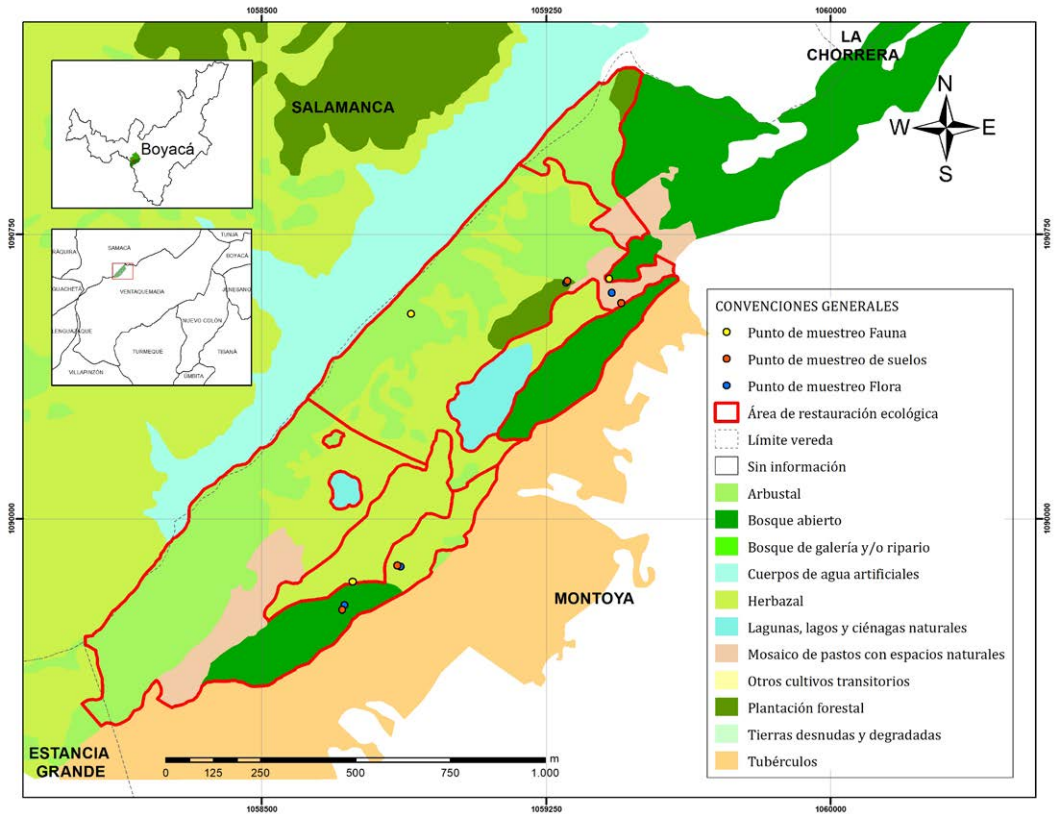 1058500
1059250
1060000
LA
CHORRERA
SALAMANCA
N
W
E
S
Boyacá
1090750
1090750
TUNJA
SAMACÁ
BOYACÁ
RÁQUIRA
GUACHETÁ
VENTAQUEMADA
JENESANO
LENGUAZAQUE
NUEVO COLÓN
TURMEQUÉ
TIBANÁ
VILLAPINZÓN
ÚMBITA
CONVENCIONES GENERALES
Punto de muestreo Fauna
Punto de muestreo de suelos
Punto de muestreo Flora
Área de restauración ecológica
Límite vereda
Sin información
Arbustal
Bosque abierto
Bosque de galería y/o ripario
Cuerpos de agua artificiales
Herbazal
Lagunas, lagos y ciénagas naturales
Mosaico de pastos con espacios naturales
Otros cultivos transitorios
Plantación forestal
Tierras desnudas y degradadas
Tubérculos
1090000
1090000
MONTOYA
ESTANCIA
GRANDE
0 125 250 500 750 1.000
m
1058500
1059250
1060000